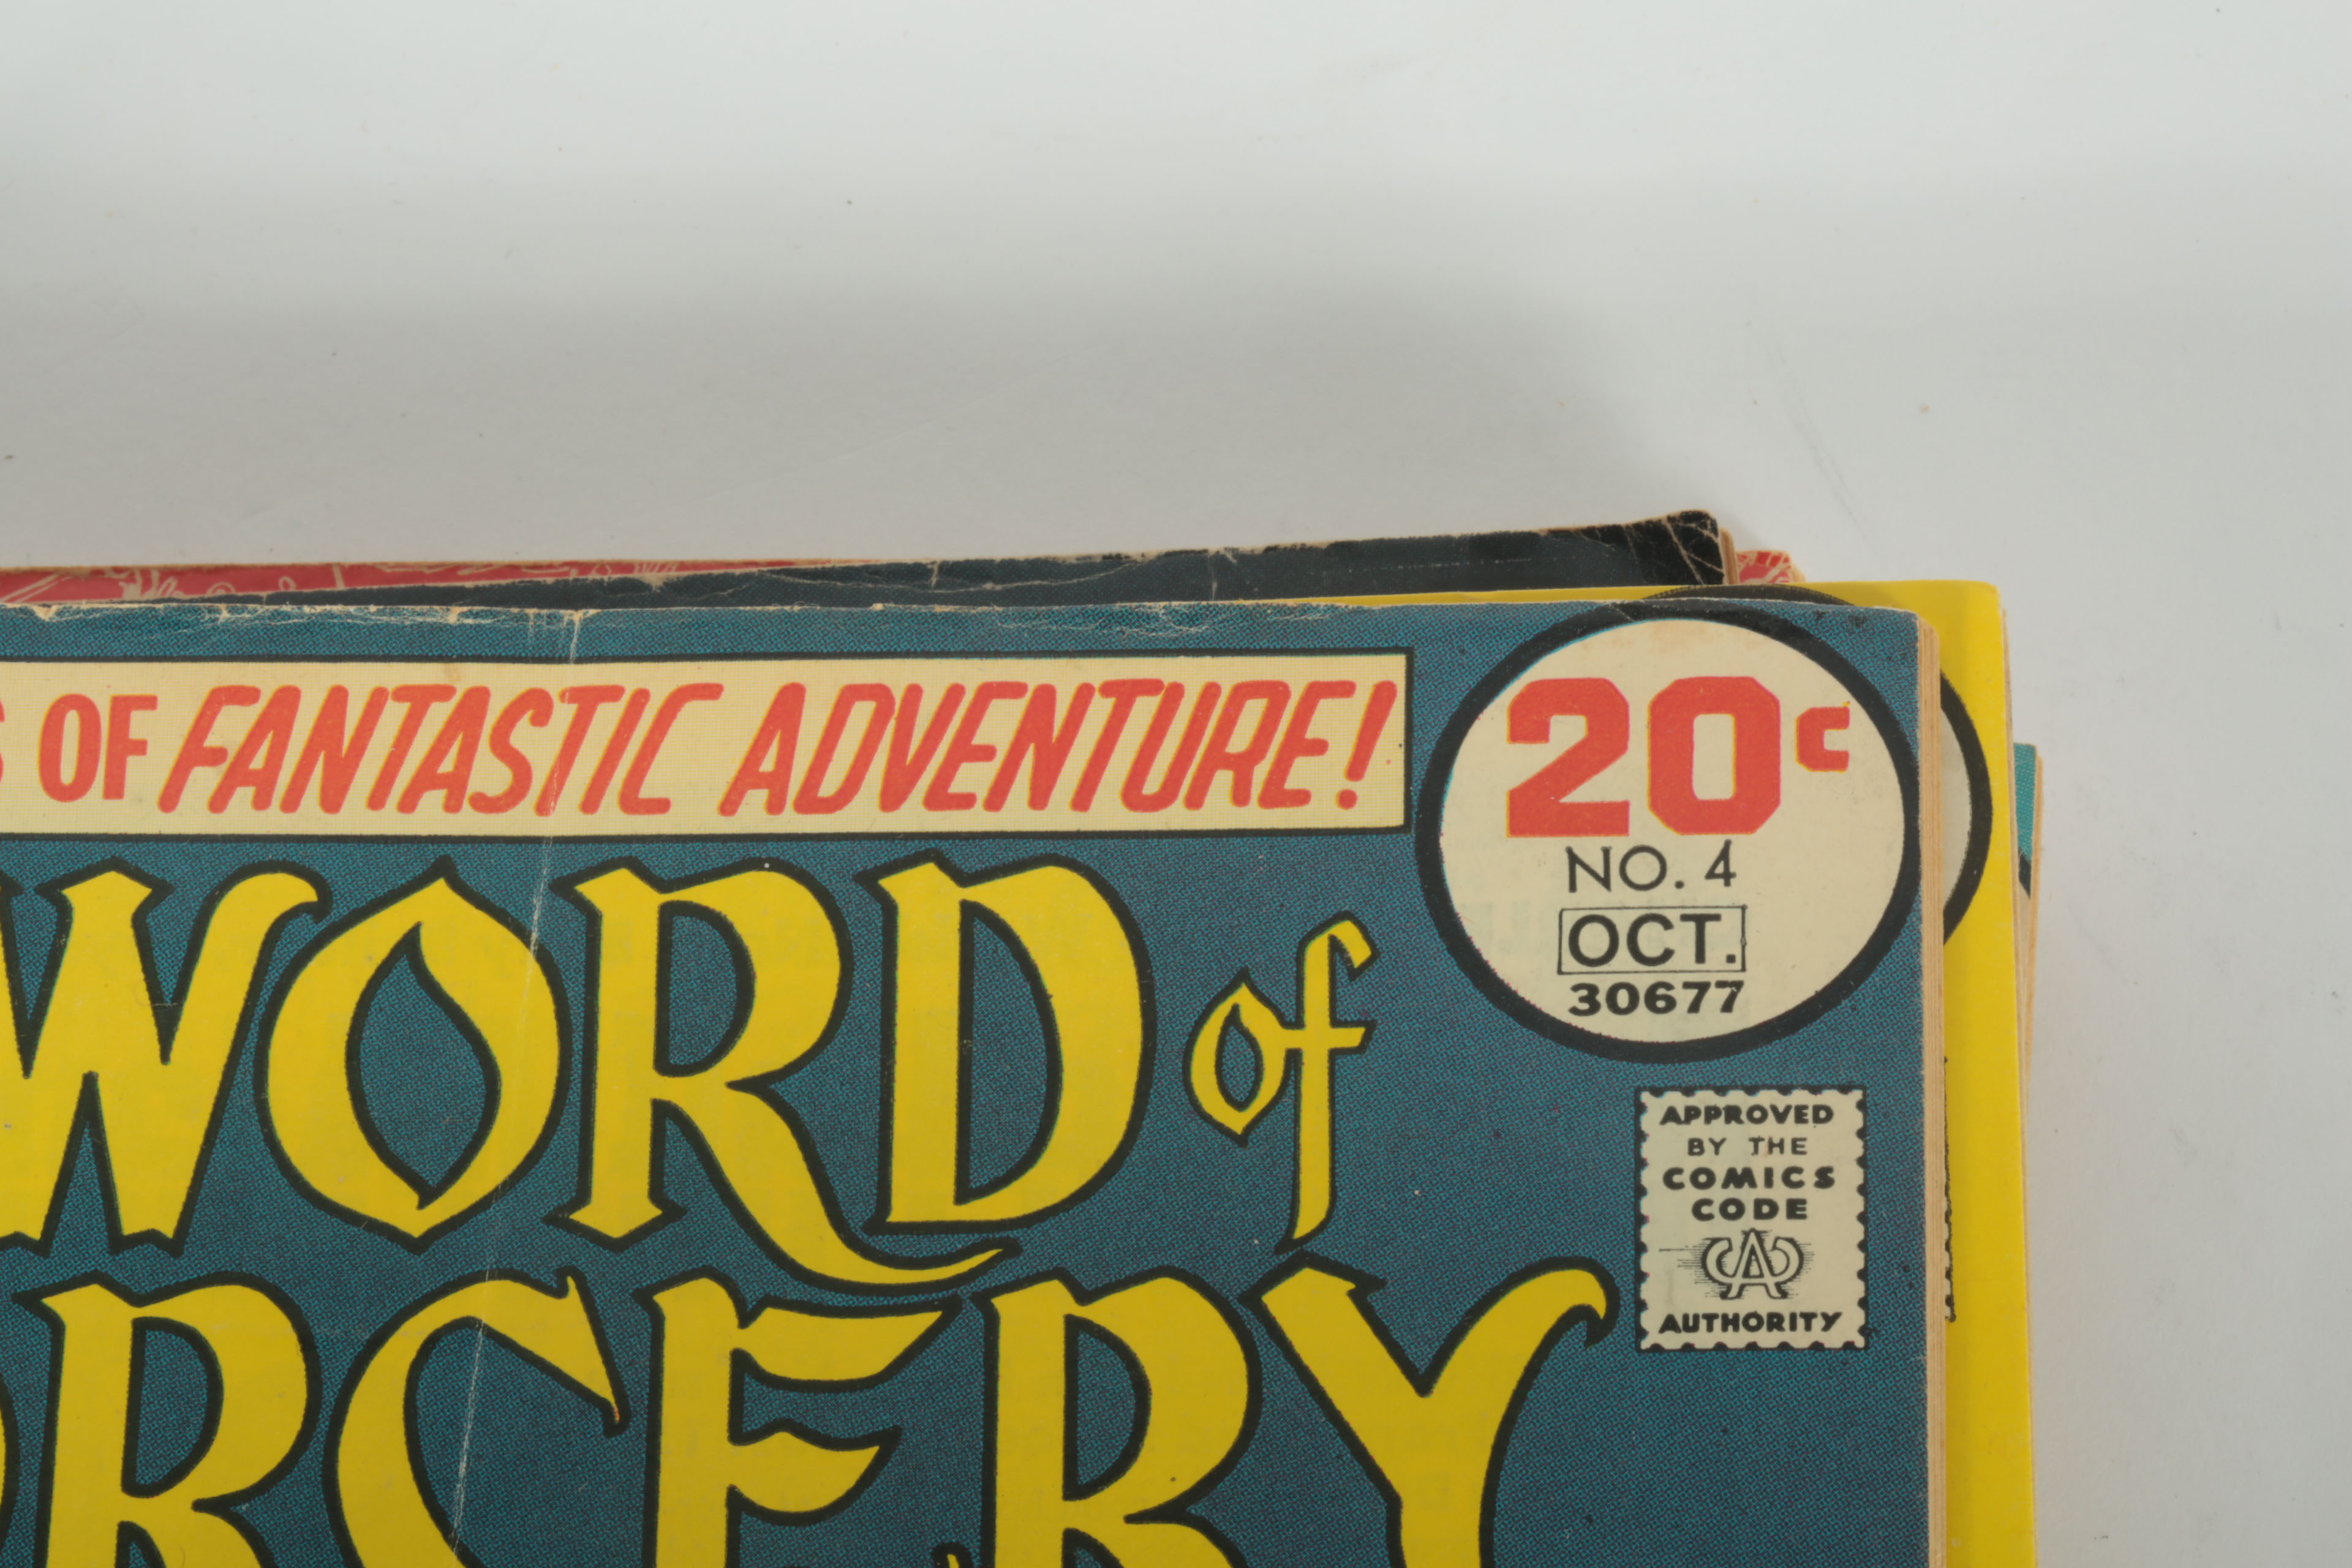 OF FANTASTIC ADVENTURE!
20¢
NO. 4
OCT.
30677
WORD of
RCERY
APPROVED
BY THE
COMICS
CODE
CA
AUTHORITY